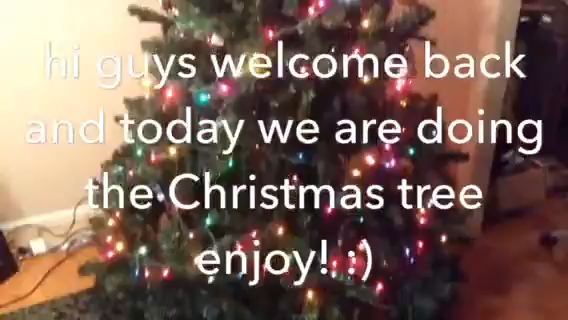 hi guys welcome back
and today we are doing
the Christmas tree
enjoy! :)